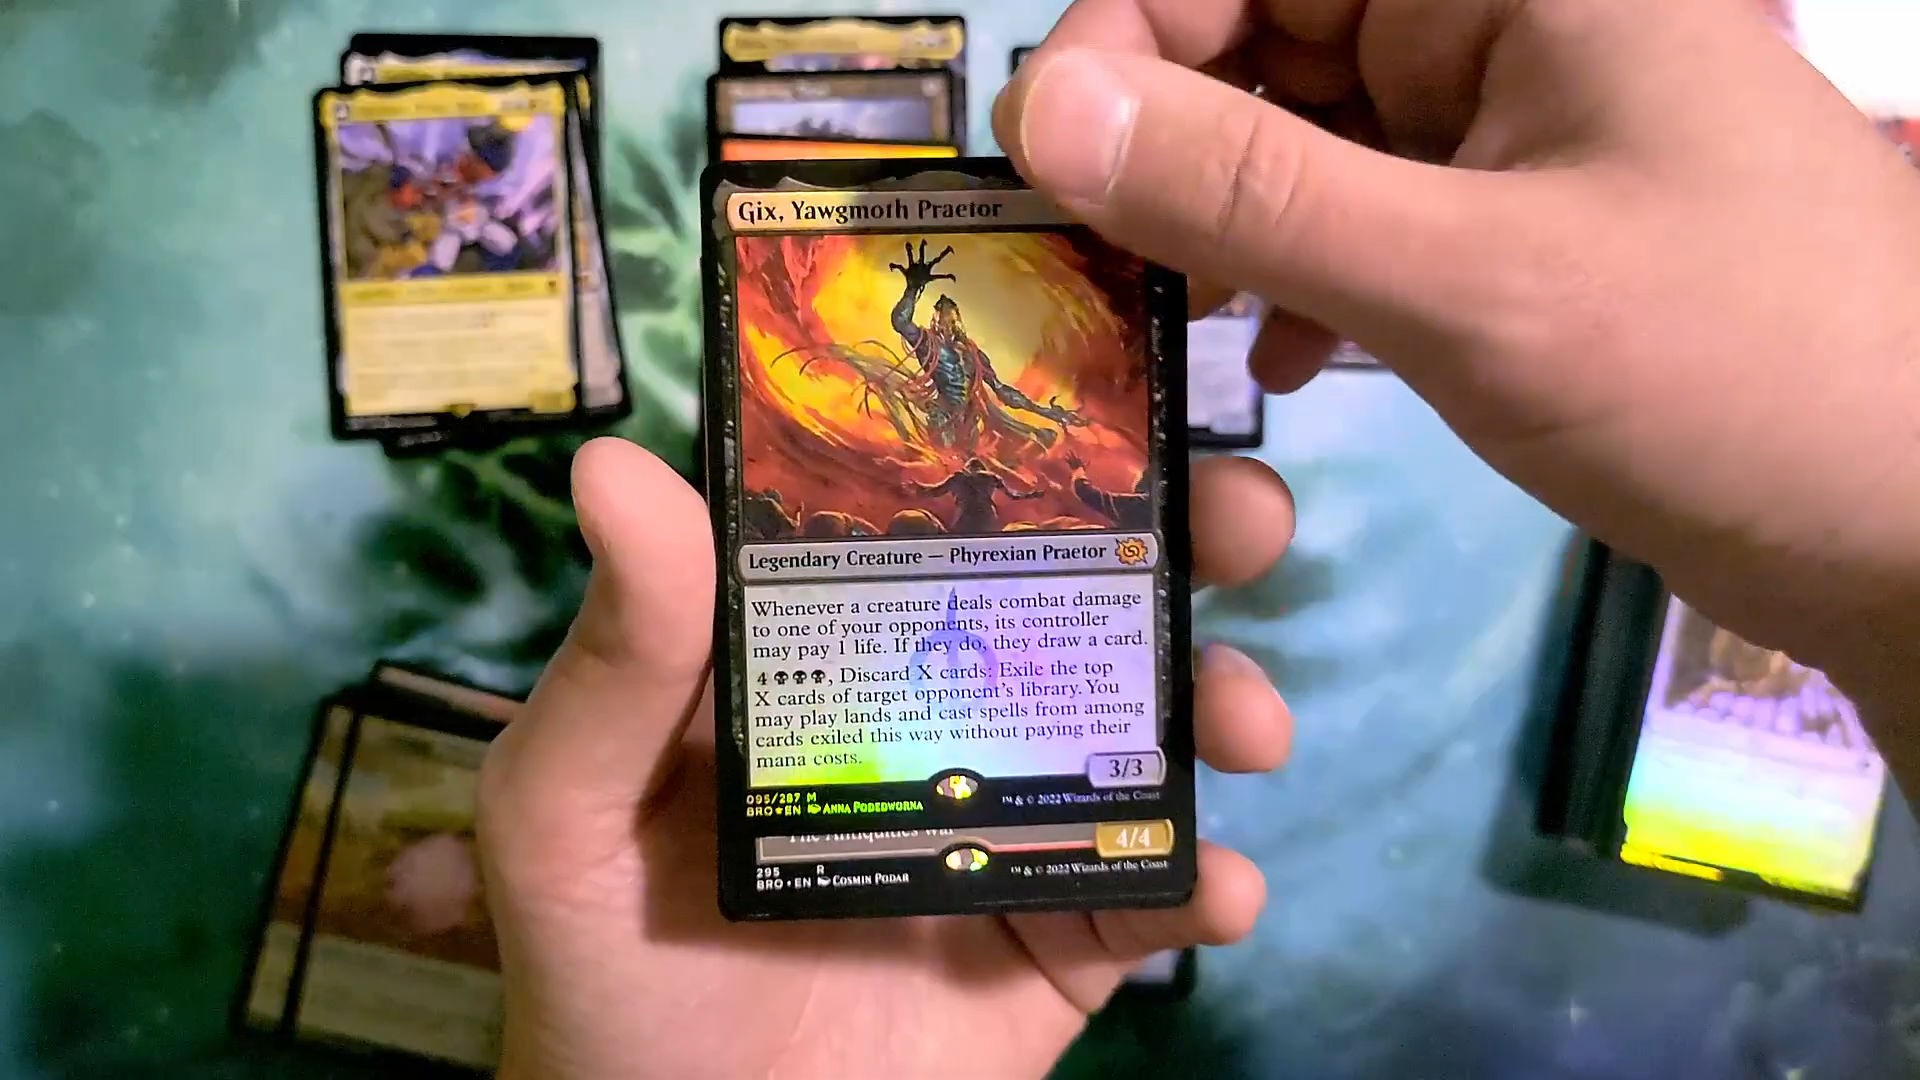 Gix, Yawgmoth Praetor
Legendary Creature — Phyrexian Praetor
Whenever a creature deals combat damage
to one of your opponents, its controller
may pay 1 life. If they do, they draw a card.
4, Discard X cards: Exile the top
X cards of target opponent's library. You
may play lands and cast spells from among
cards exiled this way without paying their
mana costs.
3/3
095/287 M
BRO★EN ANNA PODEDWORNA
™ & © 2022 Wizards of the Coast
The Antiquities War
4/4
295 R
BRO • EN COSMIN PODAR
™ & © 2022 Wizards of the Coast